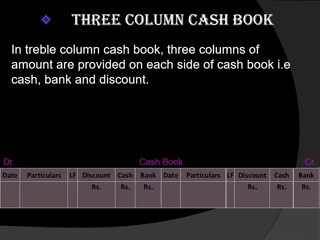 THREE COLUMN CASH BOOK
In treble column cash book, three columns of
amount are provided on each side of cash book i.e
cash, bank and discount.
Dr. Cash Book Cr.
Date Particulars LF Discount Cash Bank Date Particulars LF Discount Cash Bank
Rs. Rs. Rs. Rs. Rs. Rs.